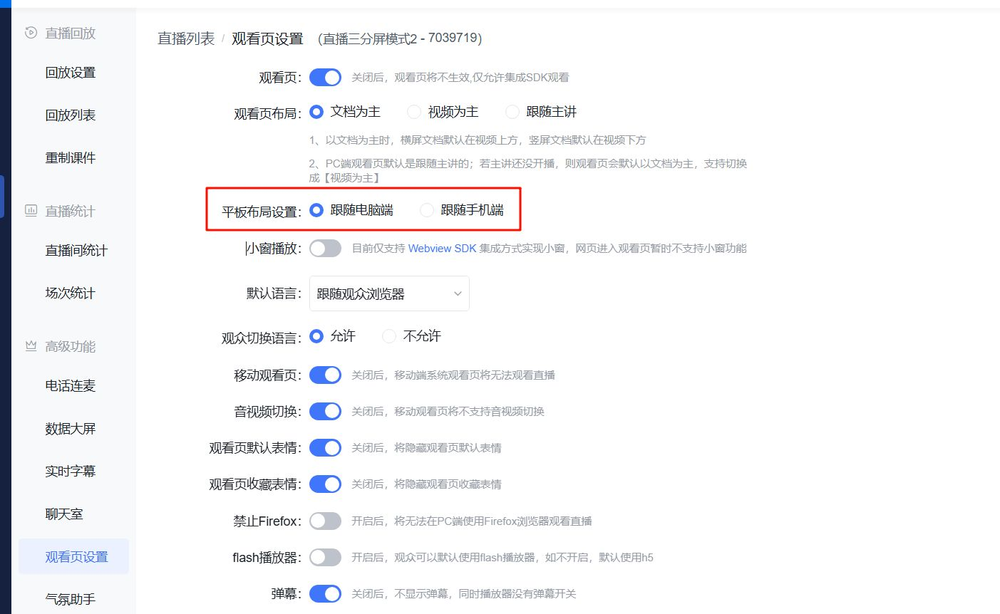 直播回放
回放设置
回放列表
重制课件
直播统计
直播间统计
场次统计
高级功能
电话连麦
数据大屏
实时字幕
聊天室
观看页设置
气氛助手
直播列表 / 观看页设置 （直播三分屏模式2 - 7039719）
观看页： 关闭后，观看页将不生效,仅允许集成SDK观看
观看页布局： 文档为主 视频为主 跟随主讲
1、以文档为主时，横屏文档默认在视频上方，竖屏文档默认在视频下方
2、PC端观看页默认是跟随主讲的；若主讲还没开播，则观看页会默认以文档为主，支持切换
成【视频为主】
平板布局设置： 跟随电脑端 跟随手机端
小窗播放： 目前仅支持 Webview SDK 集成方式实现小窗，网页进入观看页暂时不支持小窗功能
默认语言： 跟随观众浏览器
观众切换语言： 允许 不允许
移动观看页： 关闭后，移动端系统观看页将无法观看直播
音视频切换： 关闭后，移动观看页将不支持音视频切换
观看页默认表情： 关闭后，将隐藏观看页默认表情
观看页收藏表情： 关闭后，将隐藏观看页收藏表情
禁止Firefox： 开启后，将无法在PC端使用Firefox浏览器观看直播
flash播放器： 开启后，观众可以默认使用flash播放器，如不开启，默认使用h5
弹幕： 关闭后，不显示弹幕，同时播放器没有弹幕开关